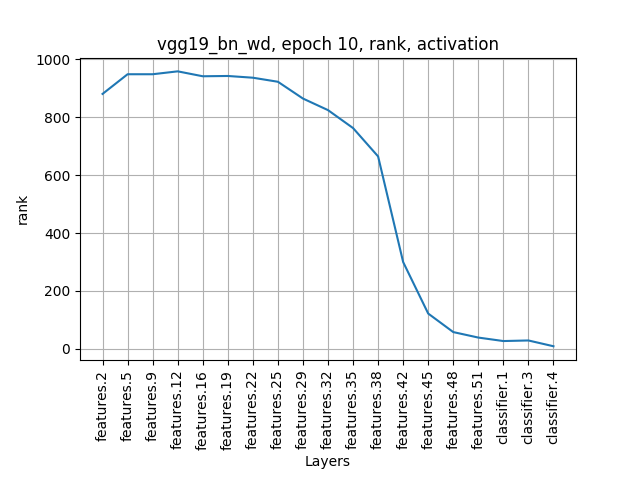 vgg19_bn_wd, epoch 10, rank, activation
1000
800
600
400
200
0
rank
features.2
features.5
features.9
features.12
features.16
features.19
features.22
features.25
features.29
features.32
features.35
features.38
features.42
features.45
features.48
features.51
classifier.1
classifier.3
classifier.4
Layers